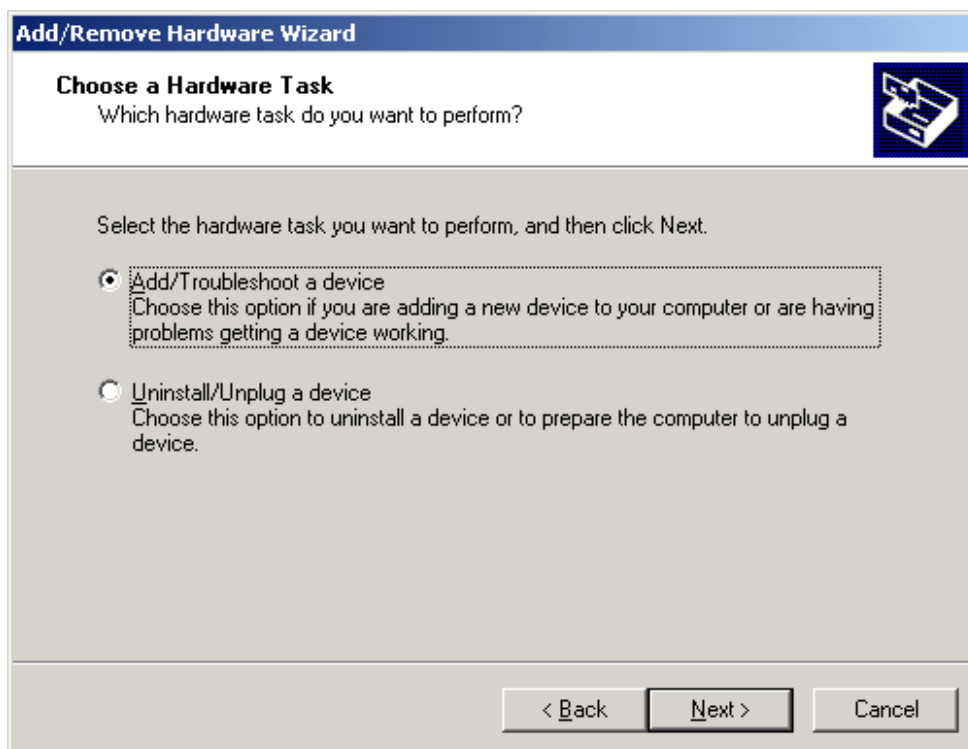 Add/Remove Hardware Wizard
Choose a Hardware Task
Which hardware task do you want to perform?
Select the hardware task you want to perform, and then click Next.
Add/Troubleshoot a device
Choose this option if you are adding a new device to your computer or are having
problems getting a device working.
Uninstall/Unplug a device
Choose this option to uninstall a device or to prepare the computer to unplug a
device.
< Back
Next >
Cancel